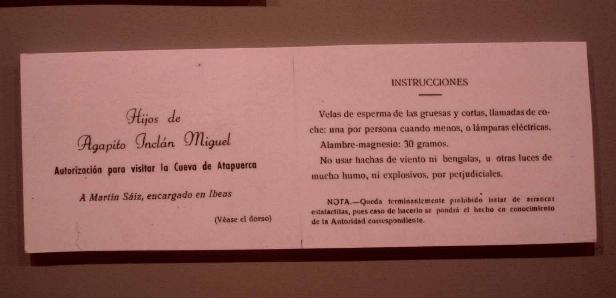 Hijos de
Agapito Inclán Miguel
Autorización para visitar la Cueva de Atapuerca
A Martín Sáiz, encargado en Ibeas
(Véase el dorso)
INSTRUCCIONES
Velas de esperma de las gruesas y cortas, llamadas de co-
che: una por persona cuando menos, o lámparas eléctricas.
Alambre-magnesio: 30 gramos.
No usar hachas de viento ni bengalas, u otras luces de
mucho humo, ni explosivos, por perjudiciales.
NOTA.—Queda terminantemente prohibido tratar de arrancar
estalactitas, pues caso de hacerlo se pondrá el hecho en conocimiento
de la Autoridad correspondiente.